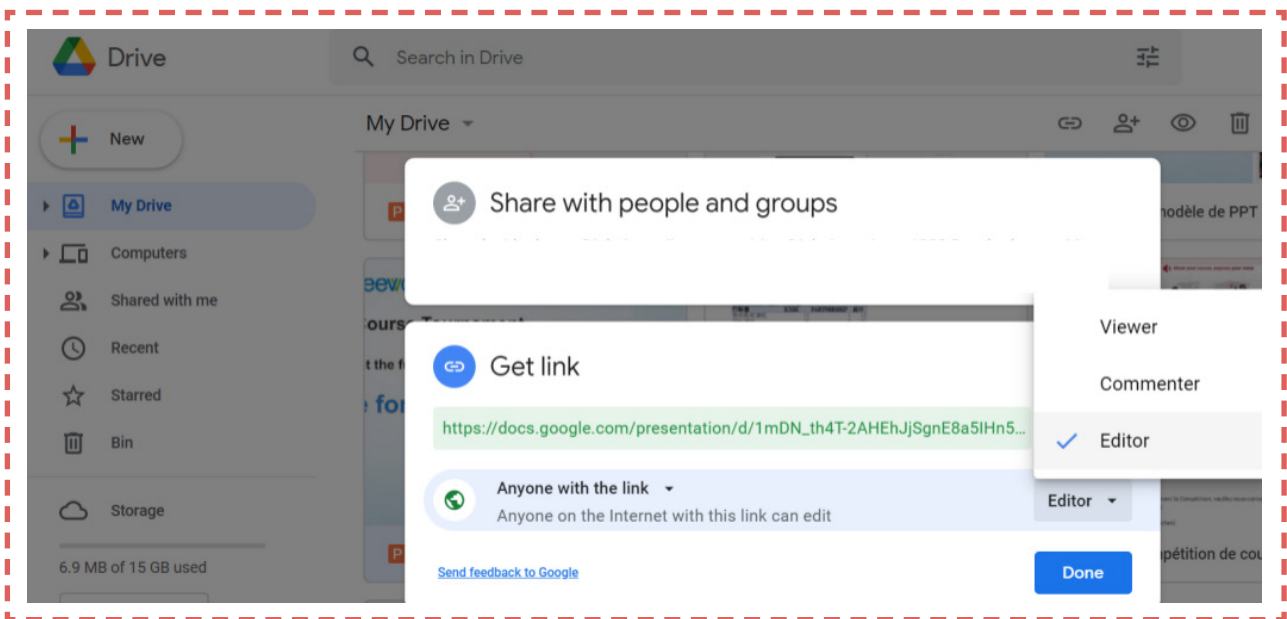 Drive
Search in Drive
New
My Drive
My Drive
Computers
Shared with me
Recent
Starred
Bin
Storage
6.9 MB of 15 GB used
modèle de PPT
Share with people and groups
Get link
https://docs.google.com/presentation/d/1mDN_th4T-2AHEhJjSgnE8a5IHn5...
Anyone with the link
Anyone on the Internet with this link can edit
Editor
Viewer
Commenter
Editor
Send feedback to Google
Done